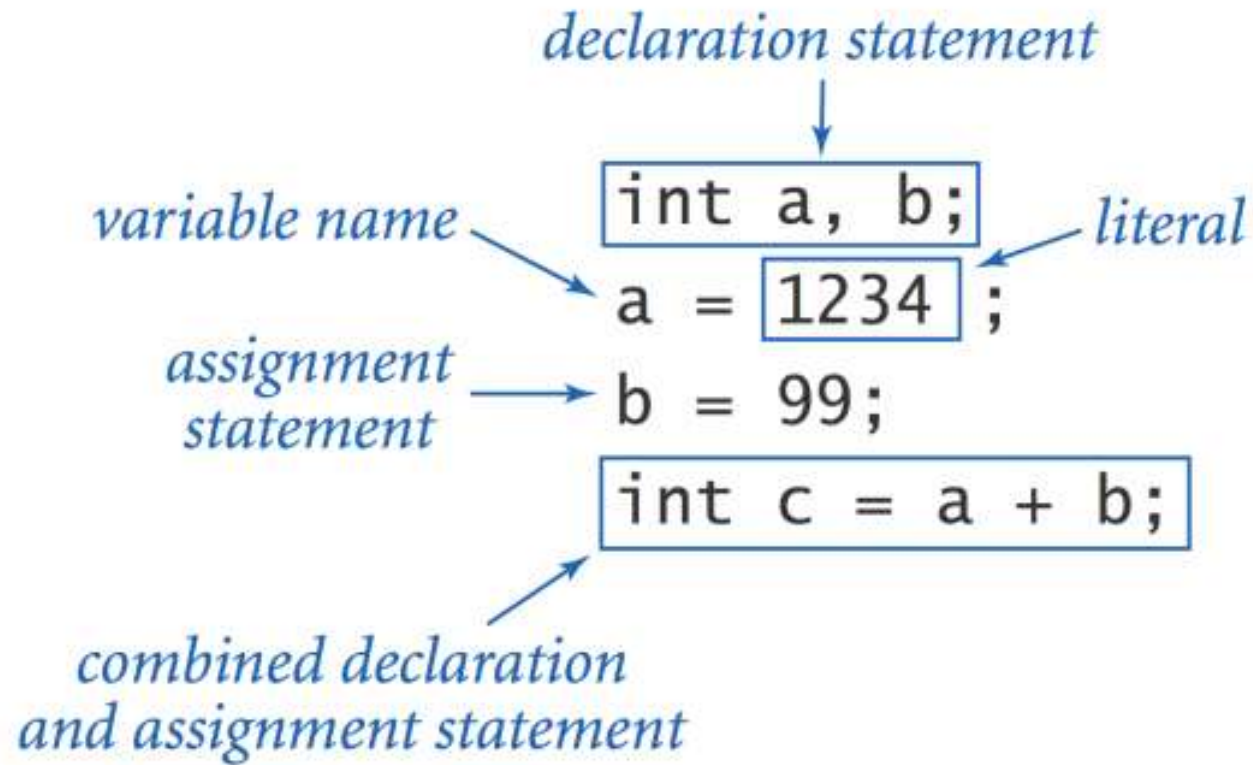 declaration statement
int a, b;
variable name
literal
a = 1234 ;
assignment
statement
b = 99;
int c = a + b;
combined declaration
and assignment statement